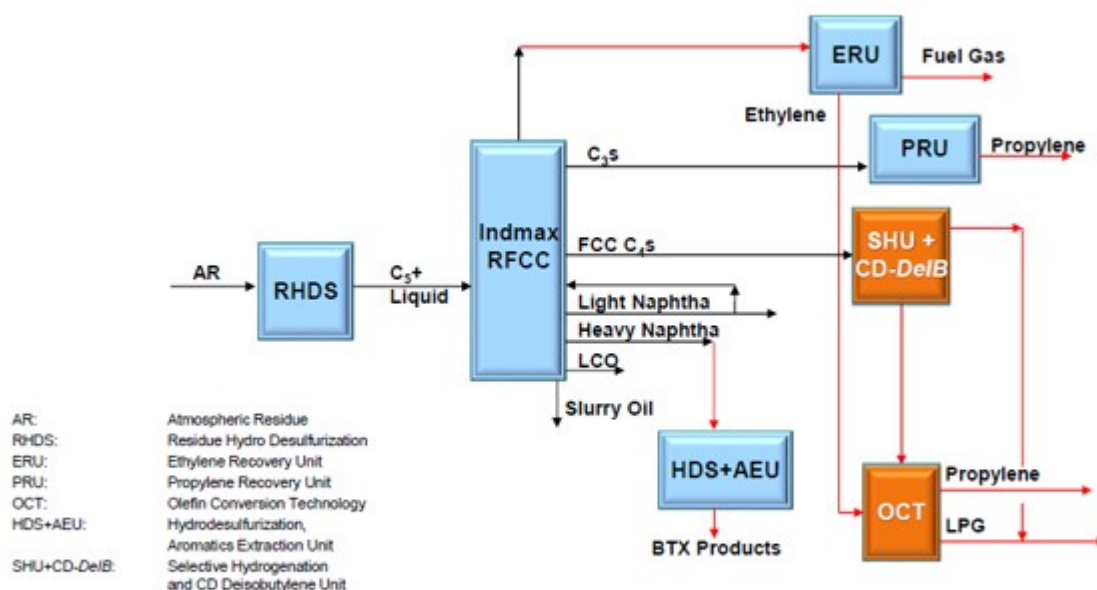 ERU
Fuel Gas
Ethylene
C3s
PRU
Propylene
Indmax
RFCC
FCC C4s
SHU +
CD-DeIB
AR
RHDS
C5+
Liquid
Light Naphtha
Heavy Naphtha
LCO
Slurry Oil
HDS+AEU
BTX Products
OCT
Propylene
LPG
AR: Atmospheric Residue
RHDS: Residue Hydro Desulfurization
ERU: Ethylene Recovery Unit
PRU: Propylene Recovery Unit
OCT: Olefin Conversion Technology
HDS+AEU: Hydrodesulfurization,
Aromatics Extraction Unit
SHU+CD-DeIB: Selective Hydrogenation
and CD Deisobutylene Unit